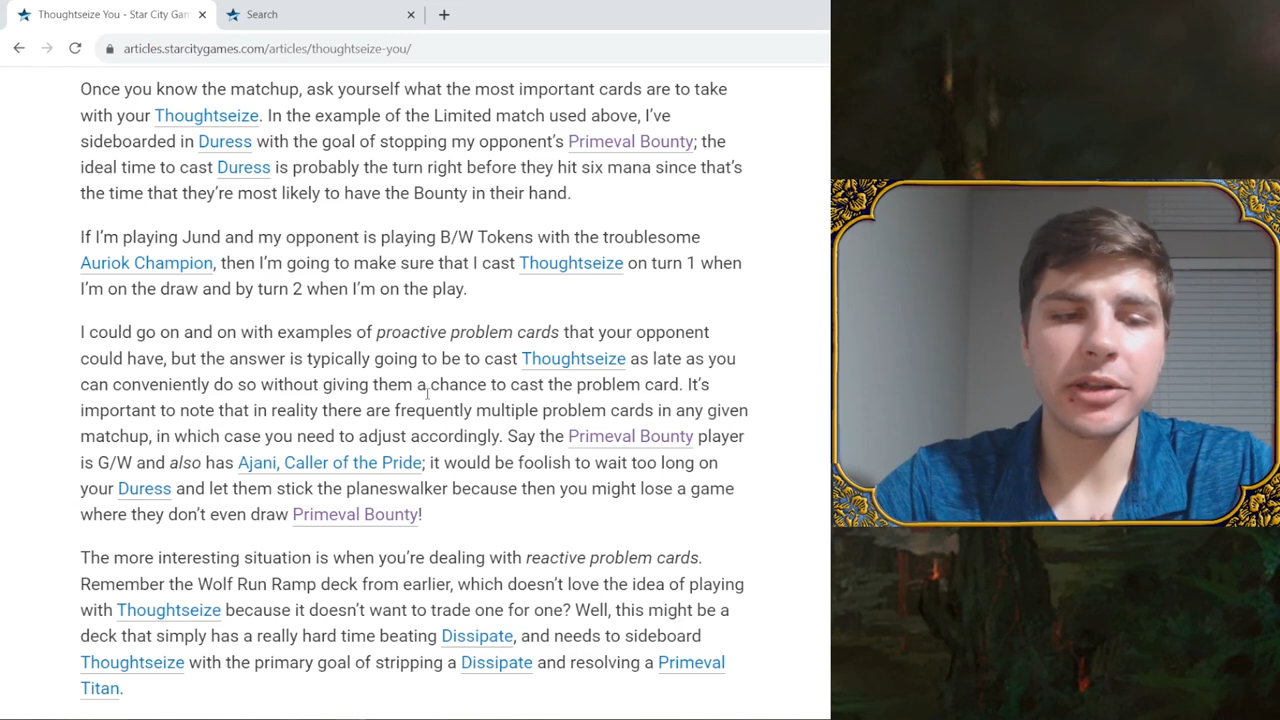 Thoughtseize You - Star City Gam
Search
articles.starcitygames.com/articles/thoughtseize-you/
Once you know the matchup, ask yourself what the most important cards are to take
with your Thoughtseize. In the example of the Limited match used above, I've
sideboarded in Duress with the goal of stopping my opponent's Primeval Bounty; the
ideal time to cast Duress is probably the turn right before they hit six mana since that's
the time that they're most likely to have the Bounty in their hand.
If I'm playing Jund and my opponent is playing B/W Tokens with the troublesome
Auriok Champion, then I'm going to make sure that I cast Thoughtseize on turn 1 when
I'm on the draw and by turn 2 when I'm on the play.
I could go on and on with examples of proactive problem cards that your opponent
could have, but the answer is typically going to be to cast Thoughtseize as late as you
can conveniently do so without giving them a chance to cast the problem card. It's
important to note that in reality there are frequently multiple problem cards in any given
matchup, in which case you need to adjust accordingly. Say the Primeval Bounty player
is G/W and also has Ajani, Caller of the Pride; it would be foolish to wait too long on
your Duress and let them stick the planeswalker because then you might lose a game
where they don't even draw Primeval Bounty!
The more interesting situation is when you're dealing with reactive problem cards.
Remember the Wolf Run Ramp deck from earlier, which doesn't love the idea of playing
with Thoughtseize because it doesn't want to trade one for one? Well, this might be a
deck that simply has a really hard time beating Dissipate, and needs to sideboard
Thoughtseize with the primary goal of stripping a Dissipate and resolving a Primeval
Titan.